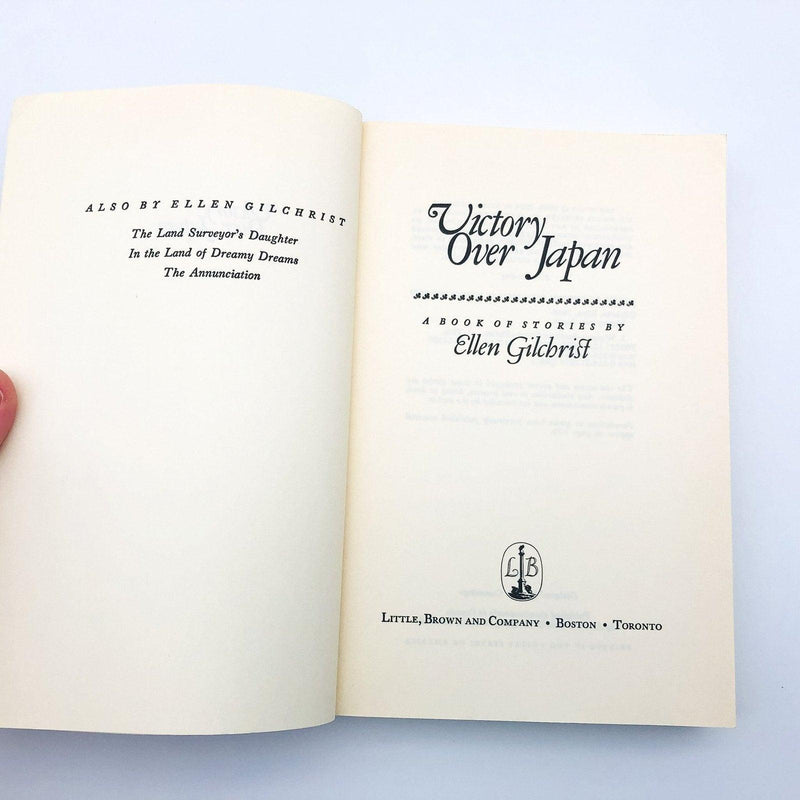 ALSO BY ELLEN GILCHRIST
The Land Surveyor's Daughter
In the Land of Dreamy Dreams
The Annunciation
Victory
Over Japan
A BOOK OF STORIES BY
Ellen Gilchrist
L B
LITTLE, BROWN AND COMPANY • BOSTON • TORONTO